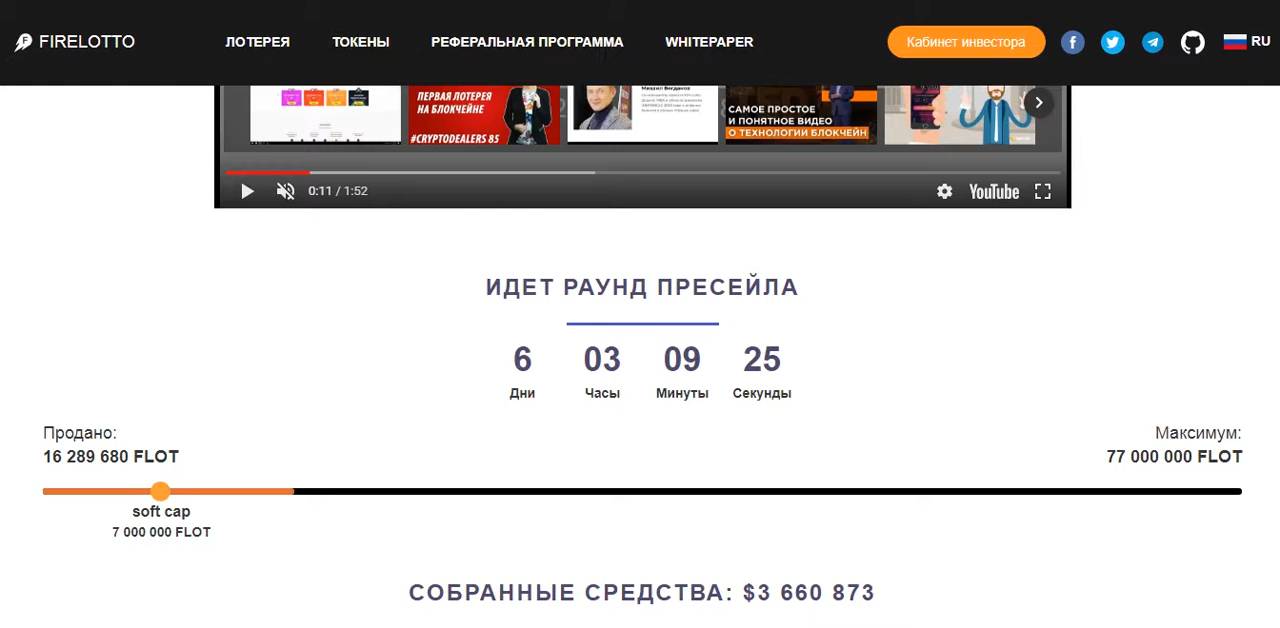 FIRELOTTO
ЛОТЕРЕЯ
ТОКЕНЫ
РЕФЕРАЛЬНАЯ ПРОГРАММА
WHITEPAPER
Кабинет инвестора
RU
ПЕРВАЯ ЛОТЕРЕЯ
НА БЛОКЧЕЙНЕ
#CRYPTODEALERS 85
Михаил Богданов
САМОЕ ПРОСТОЕ
И ПОНЯТНОЕ ВИДЕО
О ТЕХНОЛОГИИ БЛОКЧЕЙН
0:11 / 1:52
YouTube
ИДЕТ РАУНД ПРЕСЕЙЛА
6 03 09 25
Дни Часы Минуты Секунды
Продано:
16 289 680 FLOT
Максимум:
77 000 000 FLOT
soft cap
7 000 000 FLOT
СОБРАННЫЕ СРЕДСТВА: $3 660 873